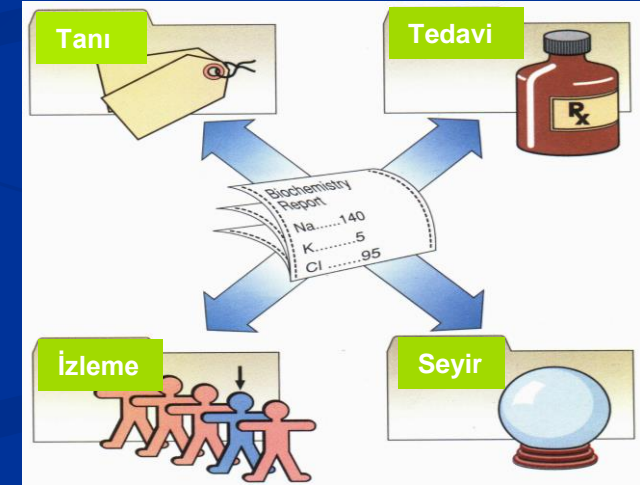 Tanı
Tedavi
Rx
Biochemistry
Report
Na......140
K.........5
Cl .......95
İzleme
Seyir